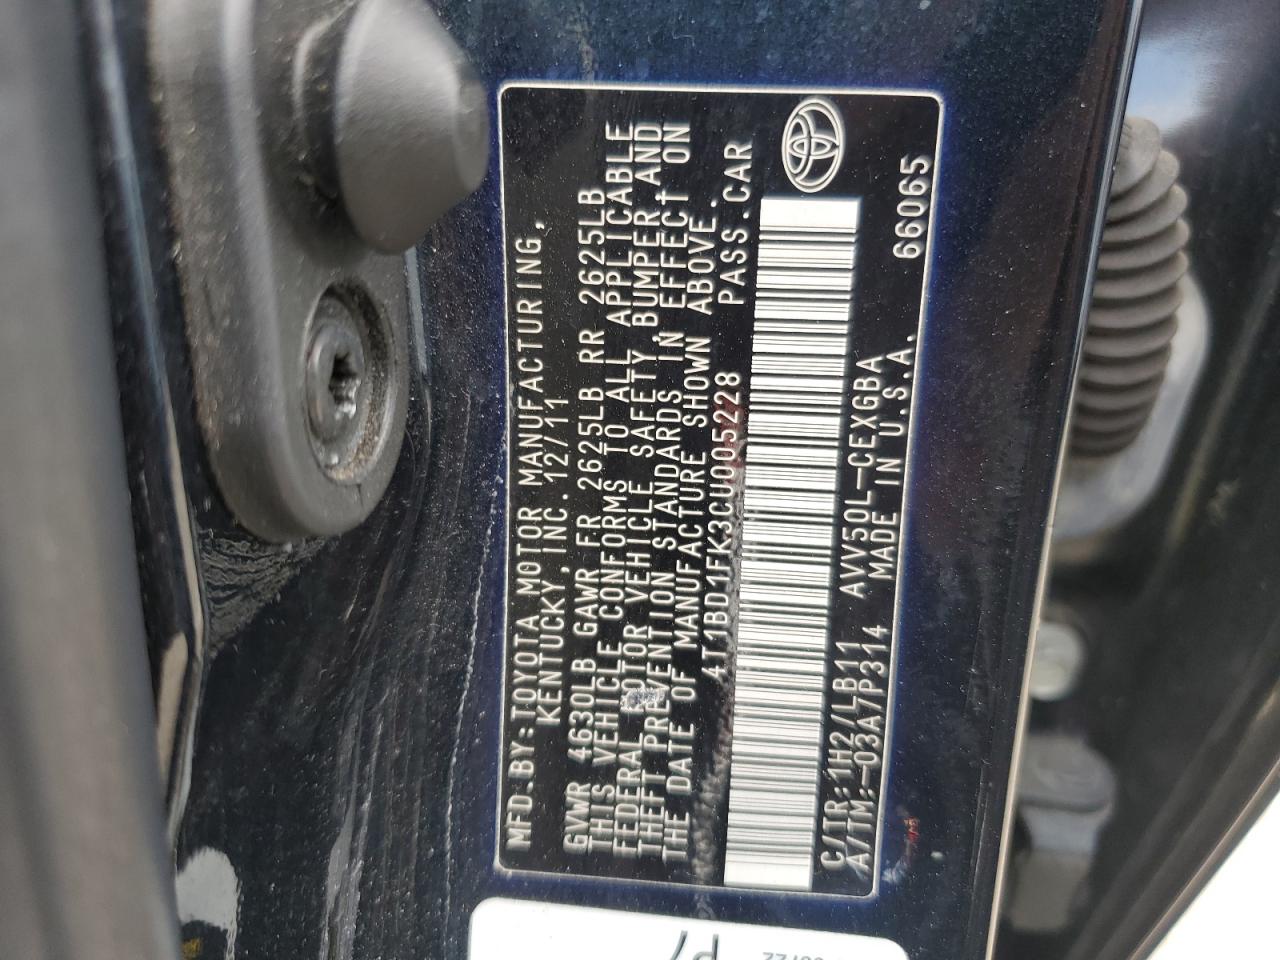 MFD.BY:TOYOTA MOTOR MANUFACTURING,
KENTUCKY,INC.12/11
GVWR 4630LB GAWR FR 2625LB RR 2625LB
THIS VEHICLE CONFORMS TO ALL APPLICABLE
FEDERAL MOTOR VEHICLE SAFETY,BUMPER,AND
THEFT PREVENTION STANDARDS IN EFFECT ON
THE DATE OF MANUFACTURE SHOWN ABOVE.
4T1BD1FK3CU005228 PASS.CAR
C/TR:1H2/LB11 AVV50L-CEXGBA
A/TM:-03A/P314 MADE IN U.S.A. 66065
P7